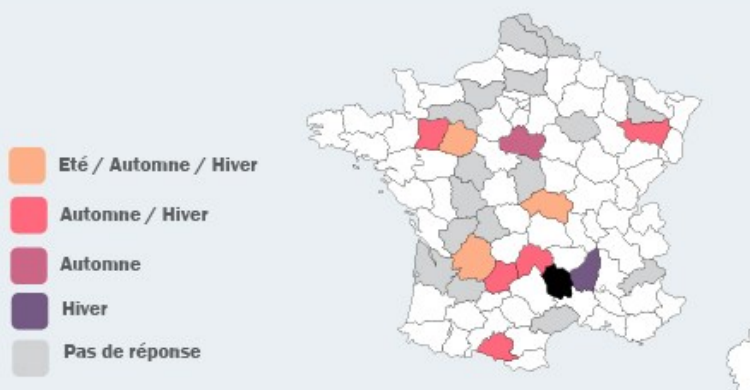 Eté / Automne / Hiver
Automne / Hiver
Automne
Hiver
Pas de réponse